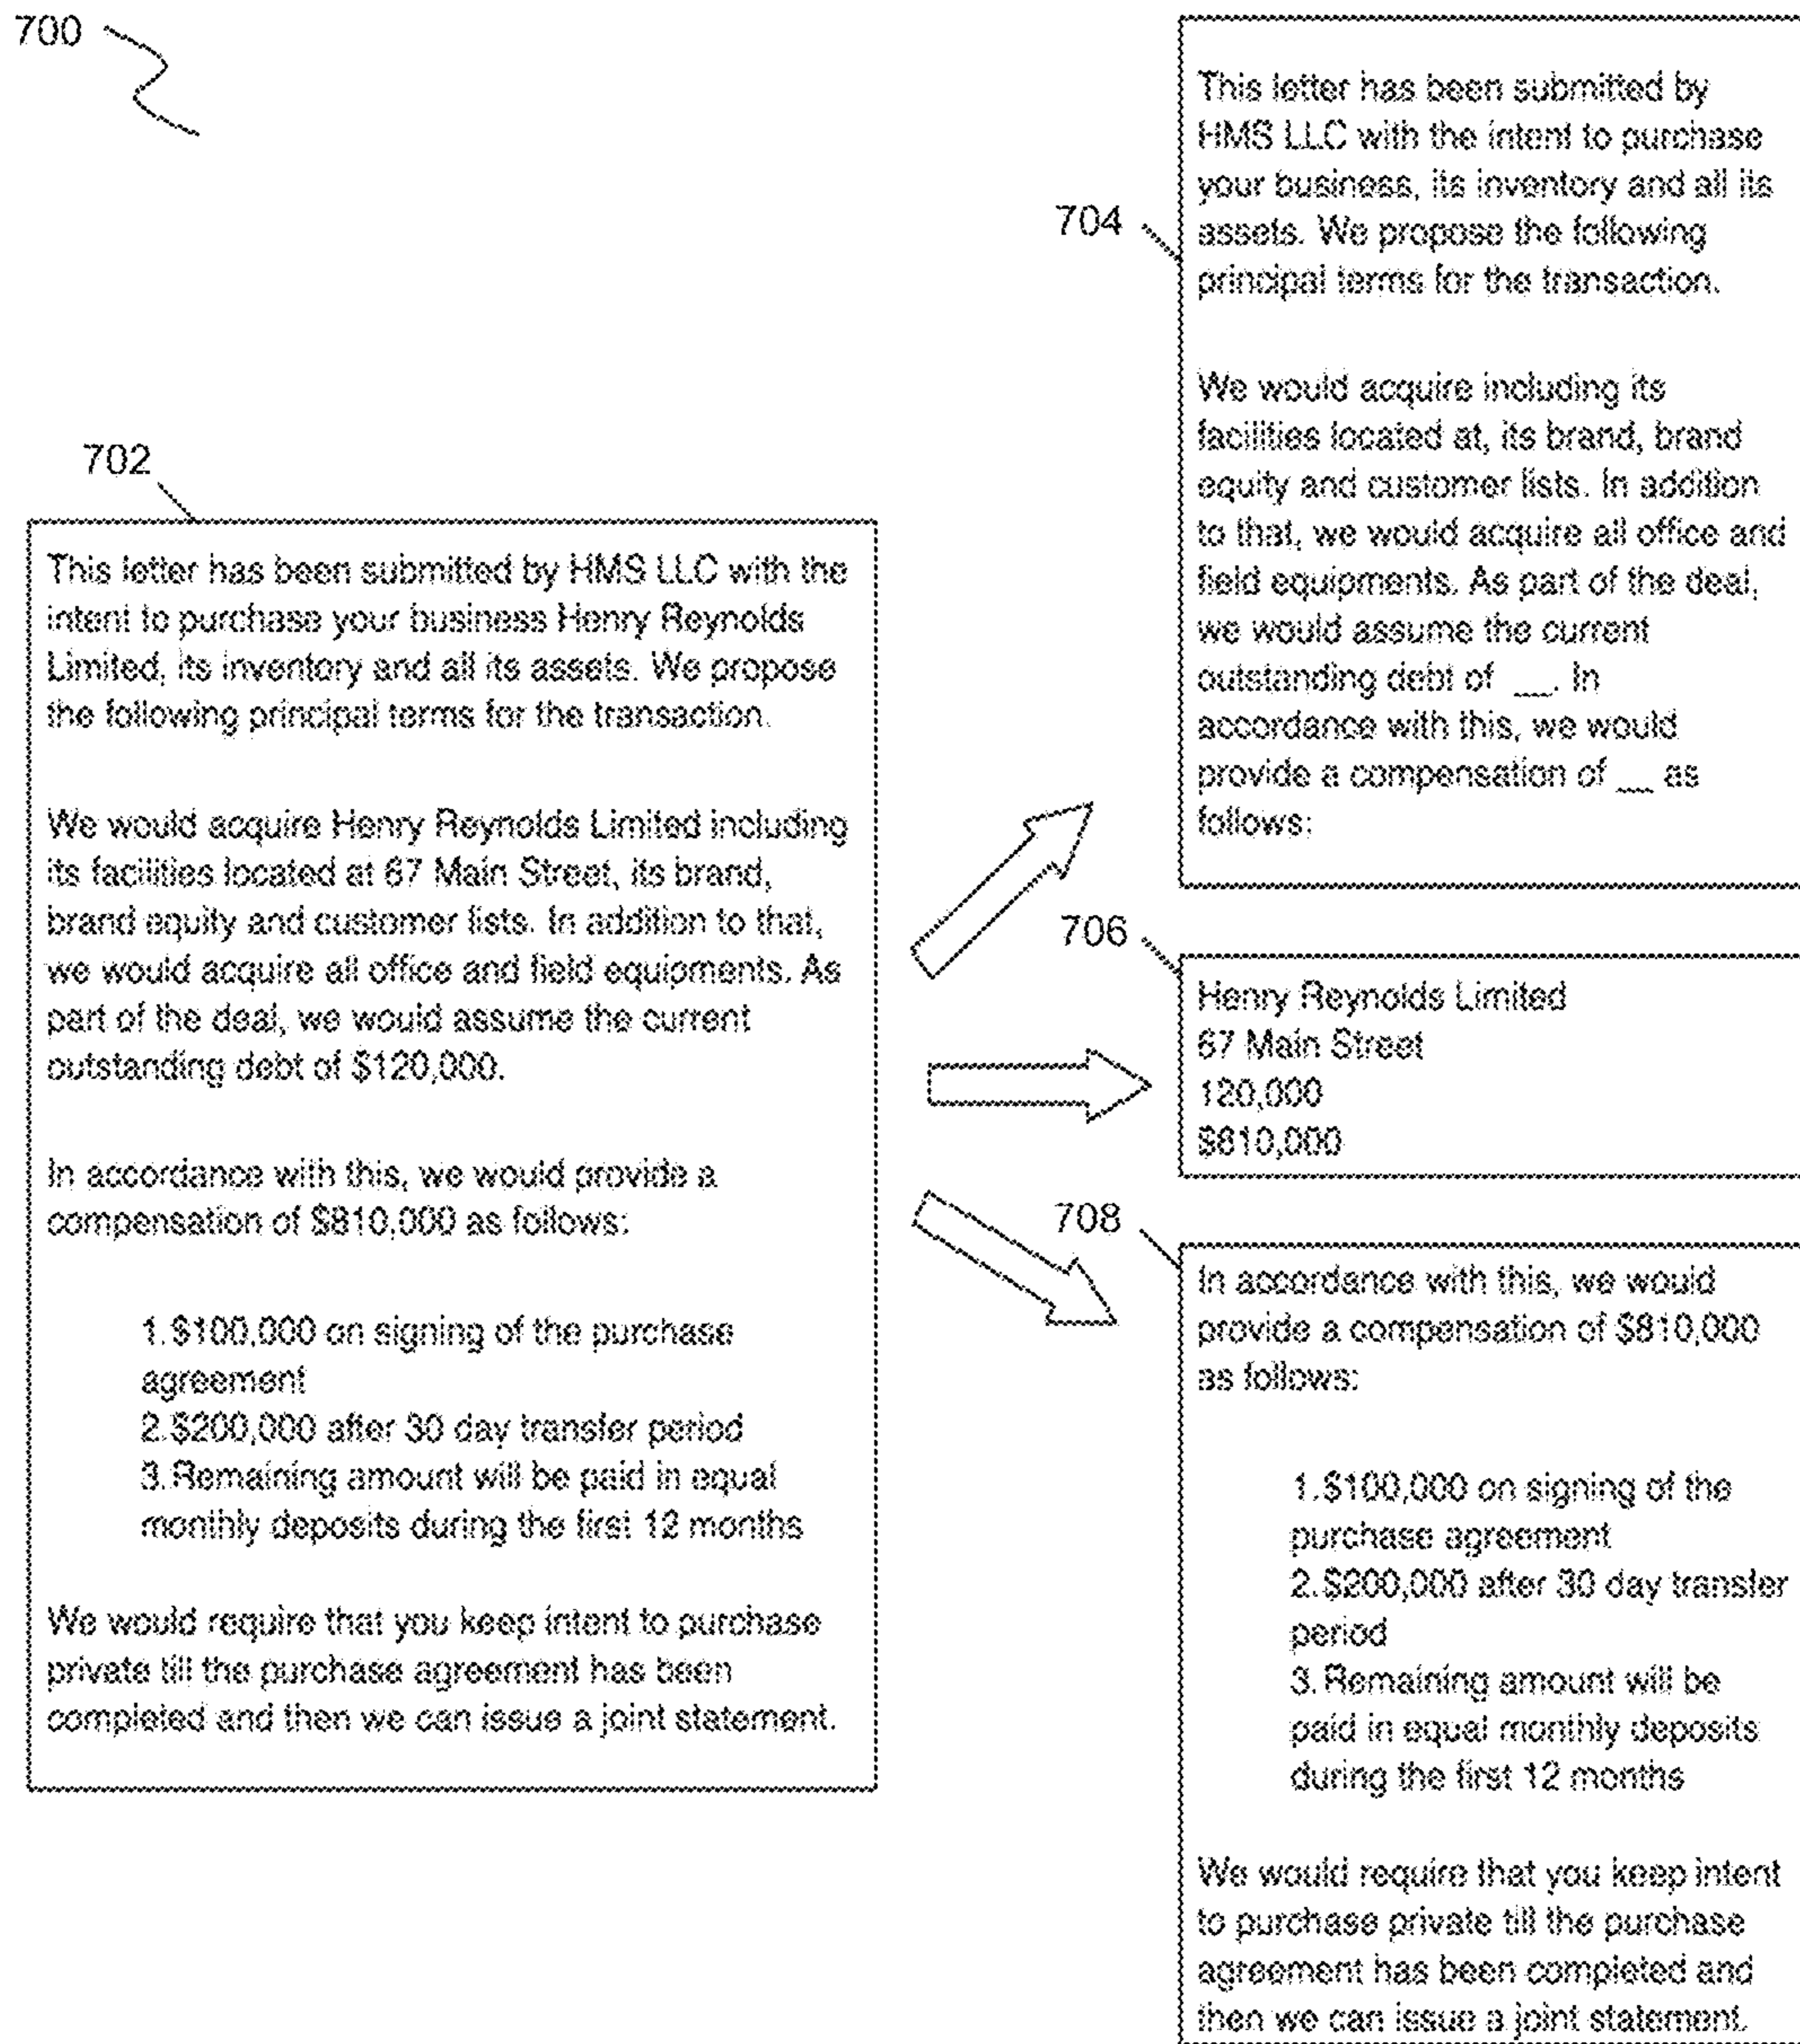 700
702
This letter has been submitted by HMS LLC with the
intent to purchase your business Henry Reynolds
Limited, its inventory and all its assets. We propose
the following principal terms for the transaction.
We would acquire Henry Reynolds Limited including
its facilities located at 67 Main Street, its brand,
brand equity and customer lists. In addition to that,
we would acquire all office and field equipments. As
part of the deal, we would assume the current
outstanding debt of $120,000.
In accordance with this, we would provide a
compensation of $810,000 as follows:
1.$100,000 on signing of the purchase
agreement
2.$200,000 after 30 day transfer period
3.Remaining amount will be paid in equal
monthly deposits during the first 12 months
We would require that you keep intent to purchase
private till the purchase agreement has been
completed and then we can issue a joint statement.
704
This letter has been submitted by
HMS LLC with the intent to purchase
your business, its inventory and all its
assets. We propose the following
principal terms for the transaction.
We would acquire including its
facilities located at, its brand, brand
equity and customer lists. In addition
to that, we would acquire all office and
field equipments. As part of the deal,
we would assume the current
outstanding debt of __. In
accordance with this, we would
provide a compensation of __ as
follows:
706
Henry Reynolds Limited
67 Main Street
120,000
$810,000
708
In accordance with this, we would
provide a compensation of $810,000
as follows:
1.$100,000 on signing of the
purchase agreement
2.$200,000 after 30 day transfer
period
3.Remaining amount will be
paid in equal monthly deposits
during the first 12 months
We would require that you keep intent
to purchase private till the purchase
agreement has been completed and
then we can issue a joint statement.